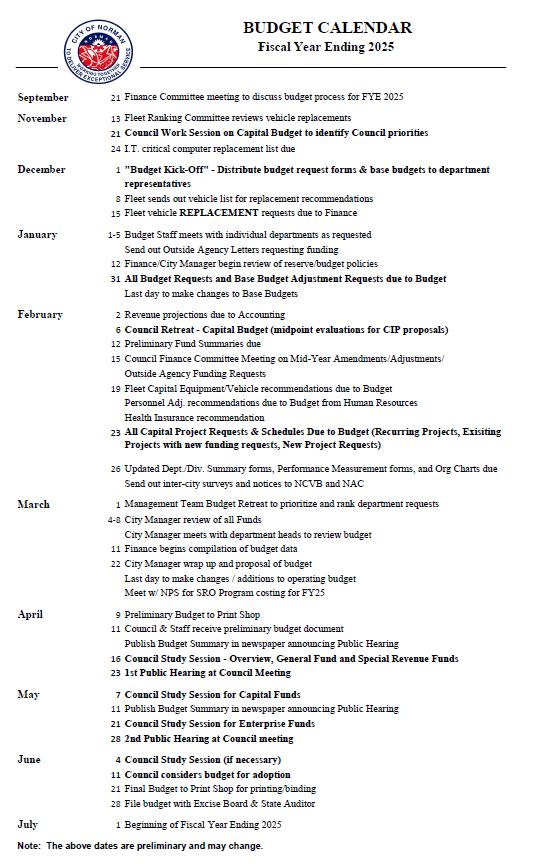 CITY OF NORMAN
NORMAN
WORKING TOGETHER
TO DELIVER EXCEPTIONAL SERVICE
BUDGET CALENDAR
Fiscal Year Ending 2025
September 21 Finance Committee meeting to discuss budget process for FYE 2025
November 13 Fleet Ranking Committee reviews vehicle replacements
21 Council Work Session on Capital Budget to identify Council priorities
24 I.T. critical computer replacement list due
December 1 "Budget Kick-Off" - Distribute budget request forms & base budgets to department
representatives
8 Fleet sends out vehicle list for replacement recommendations
15 Fleet vehicle REPLACEMENT requests due to Finance
January 1-5 Budget Staff meets with individual departments as requested
Send out Outside Agency Letters requesting funding
12 Finance/City Manager begin review of reserve/budget policies
31 All Budget Requests and Base Budget Adjustment Requests due to Budget
Last day to make changes to Base Budgets
February 2 Revenue projections due to Accounting
6 Council Retreat - Capital Budget (midpoint evaluations for CIP proposals)
12 Preliminary Fund Summaries due
15 Council Finance Committee Meeting on Mid-Year Amendments/Adjustments/
Outside Agency Funding Requests
19 Fleet Capital Equipment/Vehicle recommendations due to Budget
Personnel Adj. recommendations due to Budget from Human Resources
Health Insurance recommendation
23 All Capital Project Requests & Schedules Due to Budget (Recurring Projects, Exisiting
Projects with new funding requests, New Project Requests)
26 Updated Dept./Div. Summary forms, Performance Measurement forms, and Org Charts due
Send out inter-city surveys and notices to NCVB and NAC
March 1 Management Team Budget Retreat to prioritize and rank department requests
4-8 City Manager review of all Funds
City Manager meets with department heads to review budget
11 Finance begins compilation of budget data
22 City Manager wrap up and proposal of budget
Last day to make changes / additions to operating budget
Meet w/ NPS for SRO Program costing for FY25
April 9 Preliminary Budget to Print Shop
11 Council & Staff receive preliminary budget document
Publish Budget Summary in newspaper announcing Public Hearing
16 Council Study Session - Overview, General Fund and Special Revenue Funds
23 1st Public Hearing at Council Meeting
May 7 Council Study Session for Capital Funds
11 Publish Budget Summary in newspaper announcing Public Hearing
21 Council Study Session for Enterprise Funds
28 2nd Public Hearing at Council meeting
June 4 Council Study Session (if necessary)
11 Council considers budget for adoption
21 Final Budget to Print Shop for printing/binding
28 File budget with Excise Board & State Auditor
July 1 Beginning of Fiscal Year Ending 2025
Note: The above dates are preliminary and may change.